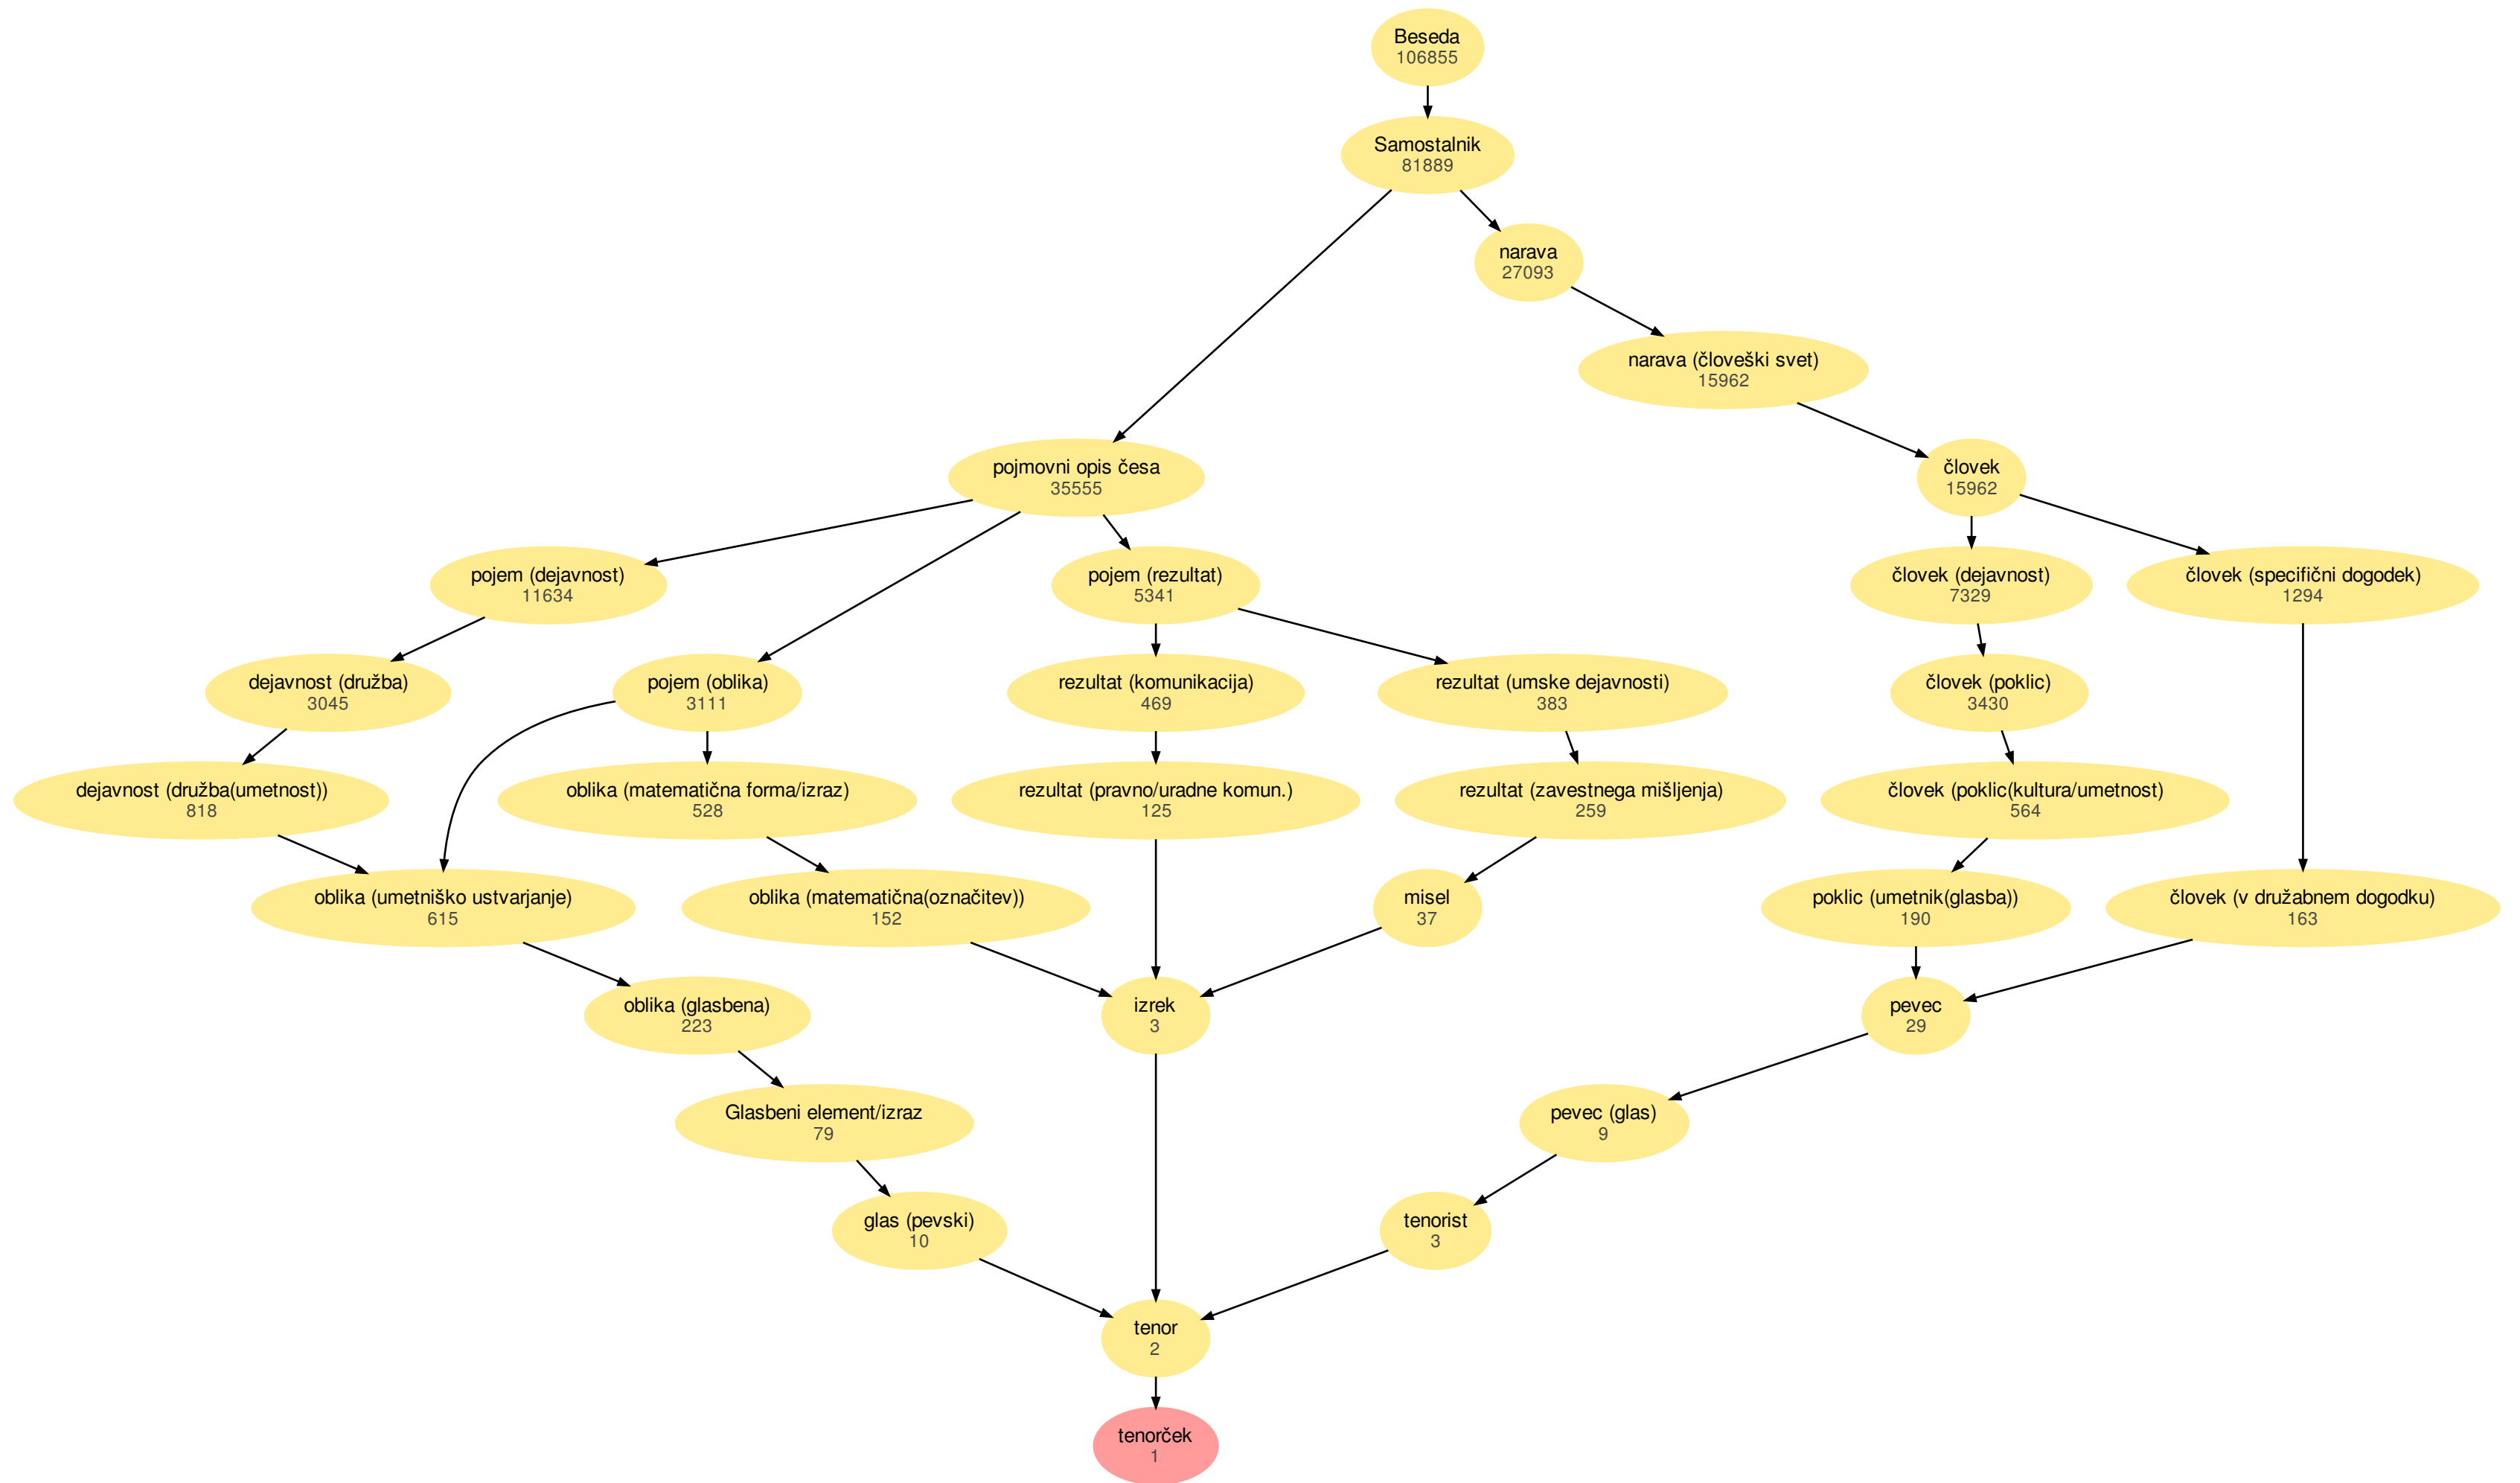 Beseda
106855
Samostalnik
81889
narava
27093
narava (človeški svet)
15962
pojmovni opis česa
35555
človek
15962
pojem (dejavnost)
11634
pojem (rezultat)
5341
človek (dejavnost)
7329
človek (specifični dogodek)
1294
dejavnost (družba)
3045
pojem (oblika)
3111
rezultat (komunikacija)
469
rezultat (umske dejavnosti)
383
človek (poklic)
3430
dejavnost (družba(umetnost))
818
oblika (matematična forma/izraz)
528
rezultat (pravno/uradne komun.)
125
rezultat (zavestnega mišljenja)
259
človek (poklic(kultura/umetnost)
564
oblika (umetniško ustvarjanje)
615
oblika (matematična(označitev))
152
misel
37
poklic (umetnik(glasba))
190
človek (v družabnem dogodku)
163
oblika (glasbena)
223
izrek
3
pevec
29
Glasbeni element/izraz
79
pevec (glas)
9
glas (pevski)
10
tenorist
3
tenor
2
tenorček
1